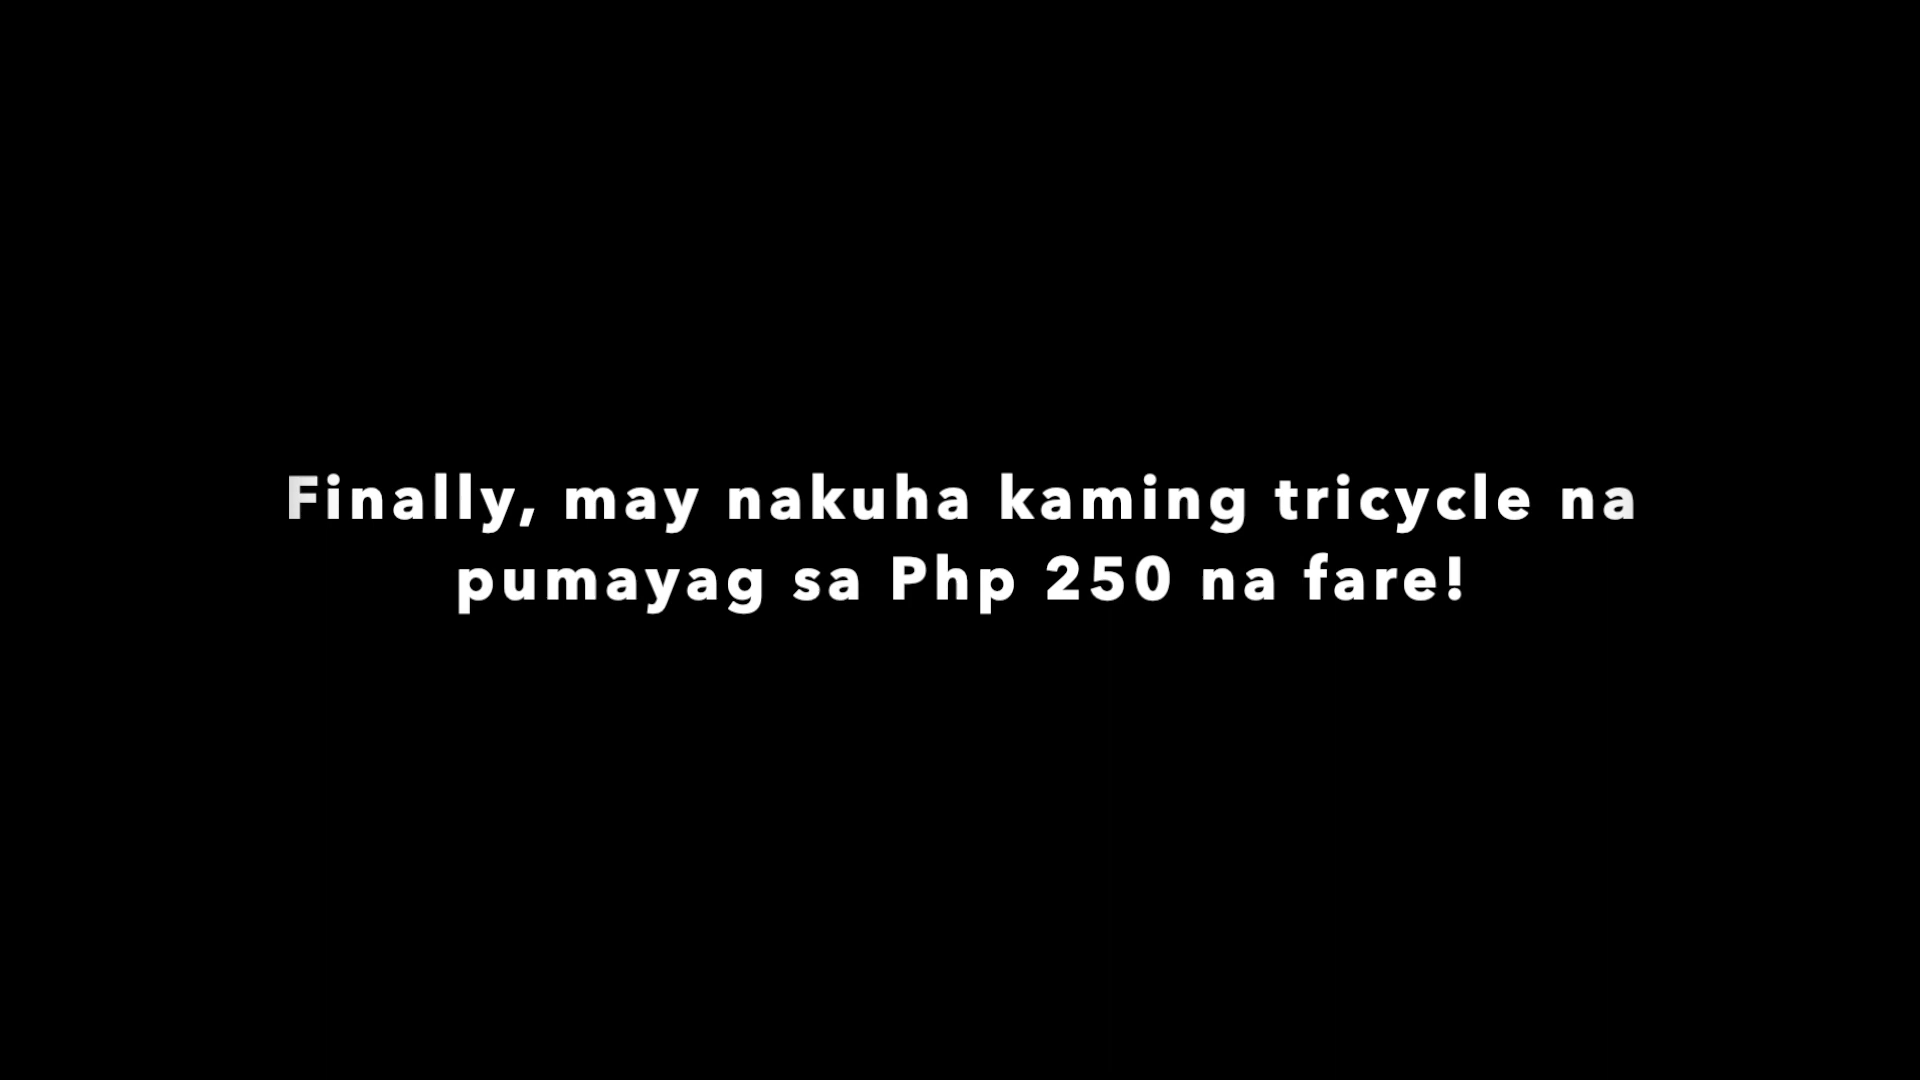 Finally, may nakuha kaming tricycle na
pumayag sa Php 250 na fare!